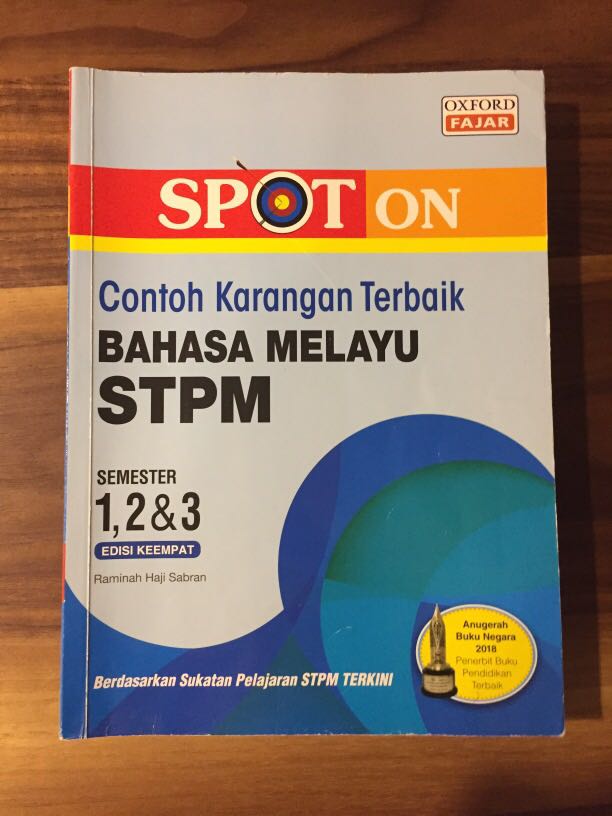 OXFORD
FAJAR
SPOT ON
Contoh Karangan Terbaik
BAHASA MELAYU
STPM
SEMESTER
1, 2 & 3
EDISI KEEMPAT
Raminah Haji Sabran
Anugerah
Buku Negara
2018
Penerbit Buku
Pendidikan
Terbaik
Berdasarkan Sukatan Pelajaran STPM TERKINI